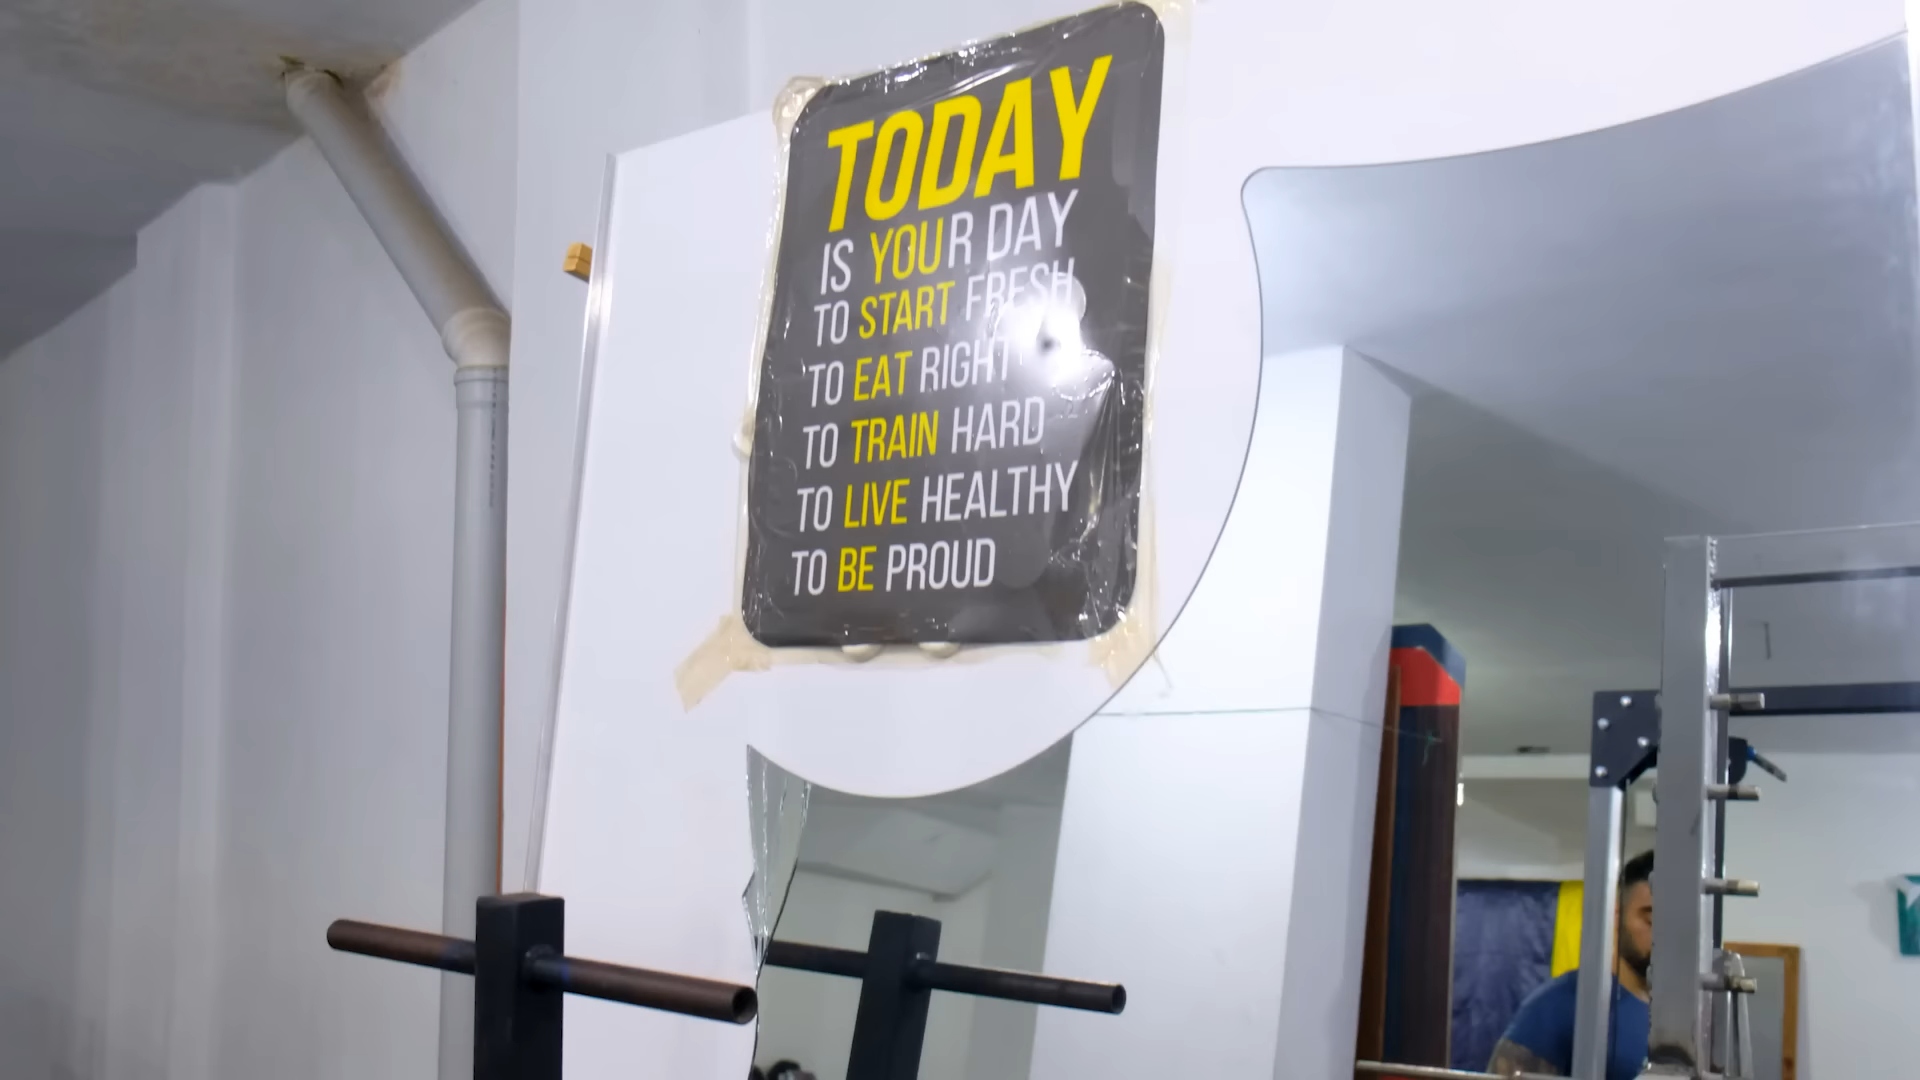 TODAY
IS YOUR DAY
TO START FRESH
TO EAT RIGHT
TO TRAIN HARD
TO LIVE HEALTHY
TO BE PROUD